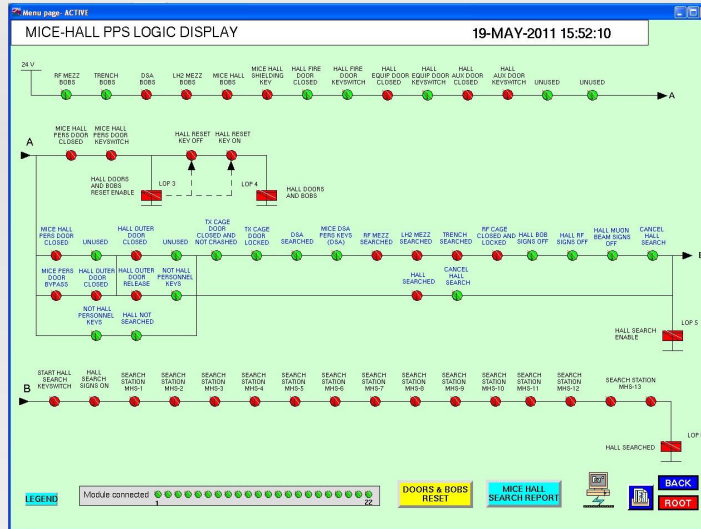 Menu page- ACTIVE
MICE-HALL PPS LOGIC DISPLAY
19-MAY-2011 15:52:10
24 V
RF MEZZ
BOBS
TRENCH
BOBS
DSA
BOBS
LH2 MEZZ
BOBS
MICE HALL
BOBS
MICE HALL
SHIELDING
KEY
HALL FIRE
DOOR
CLOSED
HALL FIRE
DOOR
KEYSWITCH
HALL
EQUIP DOOR
CLOSED
HALL
EQUIP DOOR
KEYSWITCH
HALL
AUX DOOR
CLOSED
HALL
AUX DOOR
KEYSWITCH
UNUSED
UNUSED
A
A
MICE HALL
PERS DOOR
CLOSED
MICE HALL
PERS DOOR
KEYSWITCH
HALL RESET
KEY OFF
HALL RESET
KEY ON
HALL DOORS
AND BOBS
RESET ENABLE
LOP 3
LOP 4
HALL DOORS
AND BOBS
MICE HALL
PERS DOOR
CLOSED
UNUSED
HALL OUTER
DOOR
CLOSED
UNUSED
TX CAGE
DOOR
CLOSED AND
NOT CRASHED
TX CAGE
DOOR
LOCKED
DSA
SEARCHED
MICE DSA
PERS KEYS
(DSA)
RF MEZZ
SEARCHED
LH2 MEZZ
SEARCHED
TRENCH
SEARCHED
RF CAGE
CLOSED AND
LOCKED
HALL BOB
SIGNS OFF
HALL RF
SIGNS OFF
HALL MUON
BEAM SIGNS
OFF
CANCEL
HALL
SEARCH
MICE PERS
DOOR
BYPASS
HALL OUTER
DOOR
CLOSED
HALL OUTER
DOOR
RELEASE
NOT HALL
PERSONNEL
KEYS
HALL
SEARCHED
CANCEL
HALL
SEARCH
NOT HALL
PERSONNEL
KEYS
HALL NOT
SEARCHED
HALL SEARCH
ENABLE
LOP 5
B
START HALL
SEARCH
KEYSWITCH
HALL
SEARCH
SIGNS ON
SEARCH
STATION
MHS-1
SEARCH
STATION
MHS-2
SEARCH
STATION
MHS-3
SEARCH
STATION
MHS-4
SEARCH
STATION
MHS-5
SEARCH
STATION
MHS-6
SEARCH
STATION
MHS-7
SEARCH
STATION
MHS-8
SEARCH
STATION
MHS-9
SEARCH
STATION
MHS-10
SEARCH
STATION
MHS-11
SEARCH
STATION
MHS-12
SEARCH STATION
MHS-13
HALL SEARCHED
LOP
LEGEND
Module connected
1
22
DOORS & BOBS
RESET
MICE HALL
SEARCH REPORT
BACK
ROOT